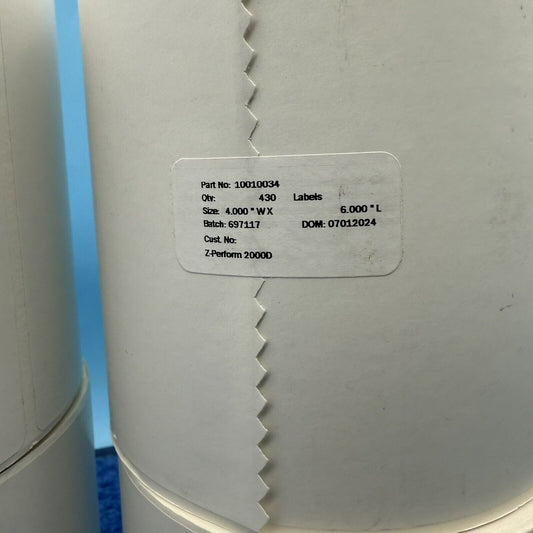 Part No: 10010034
Qty: 430 Labels
Size: 4.000 " W X 6.000 " L
Batch: 697117 DOM: 07012024
Cust. No:
Z-Perform 2000D